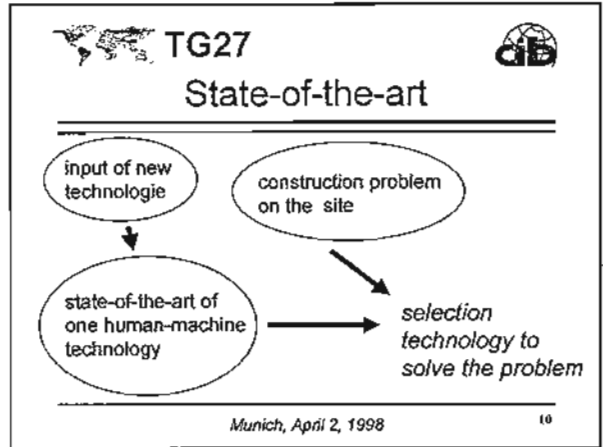 TG27
cib
State-of-the-art
input of new
technologie
construction problem
on the site
state-of-the-art of
one human-machine
technology
selection
technology to
solve the problem
Munich, April 2, 1998
10